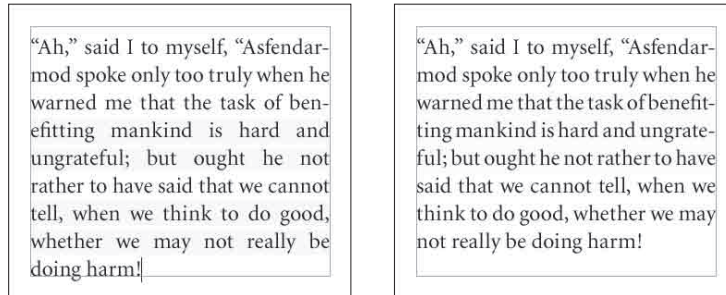 “Ah,” said I to myself, “Asfendar-
mod spoke only too truly when he
warned me that the task of ben-
efitting mankind is hard and
ungrateful; but ought he not
rather to have said that we cannot
tell, when we think to do good,
whether we may not really be
doing harm!
“Ah,” said I to myself, “Asfendar-
mod spoke only too truly when he
warned me that the task of benefit-
ting mankind is hard and ungrate-
ful; but ought he not rather to have
said that we cannot tell, when we
think to do good, whether we may
not really be doing harm!